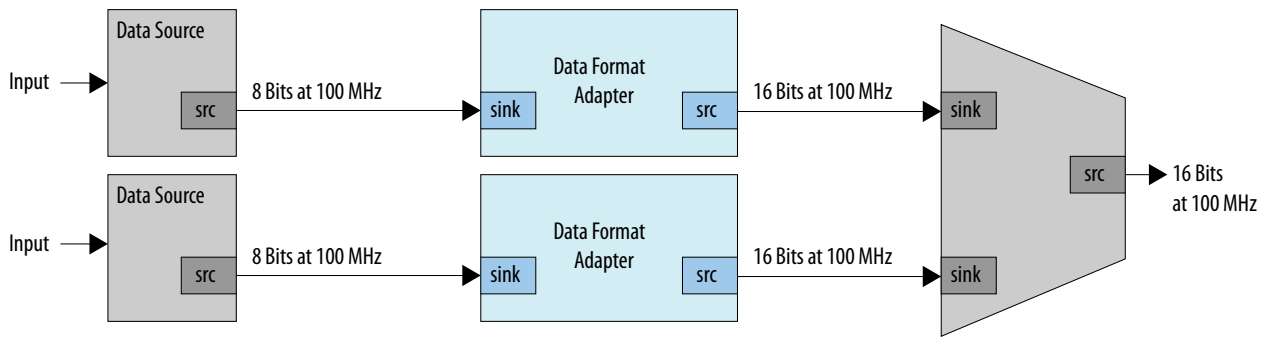 Data Source
Input
src
8 Bits at 100 MHz
sink
Data Format
Adapter
src
16 Bits at 100 MHz
sink
src
16 Bits
at 100 MHz
Data Source
Input
src
8 Bits at 100 MHz
sink
Data Format
Adapter
src
16 Bits at 100 MHz
sink